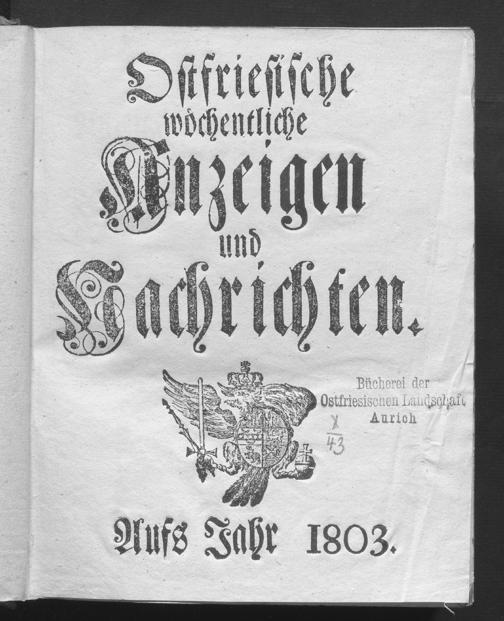 Ostfriesische
wöchentliche
Anzeigen
und
Nachrichten.
Bücherei der
Ostfriesischen Landschaft
Aurich
X
43
Aufs Jahr 1803.